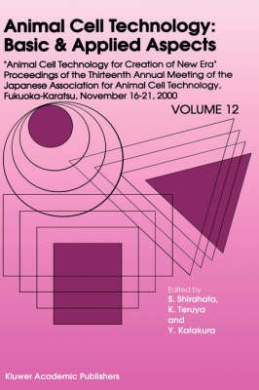 Animal Cell Technology:
Basic & Applied Aspects
"Animal Cell Technology for Creation of New Era"
Proceedings of the Thirteenth Annual Meeting of the
Japanese Association for Animal Cell Technology,
Fukuoka-Karatsu, November 16-21, 2000
VOLUME 12
Edited by
S. Shirahata,
K. Teruya
and
Y. Katakura
Kluwer Academic Publishers